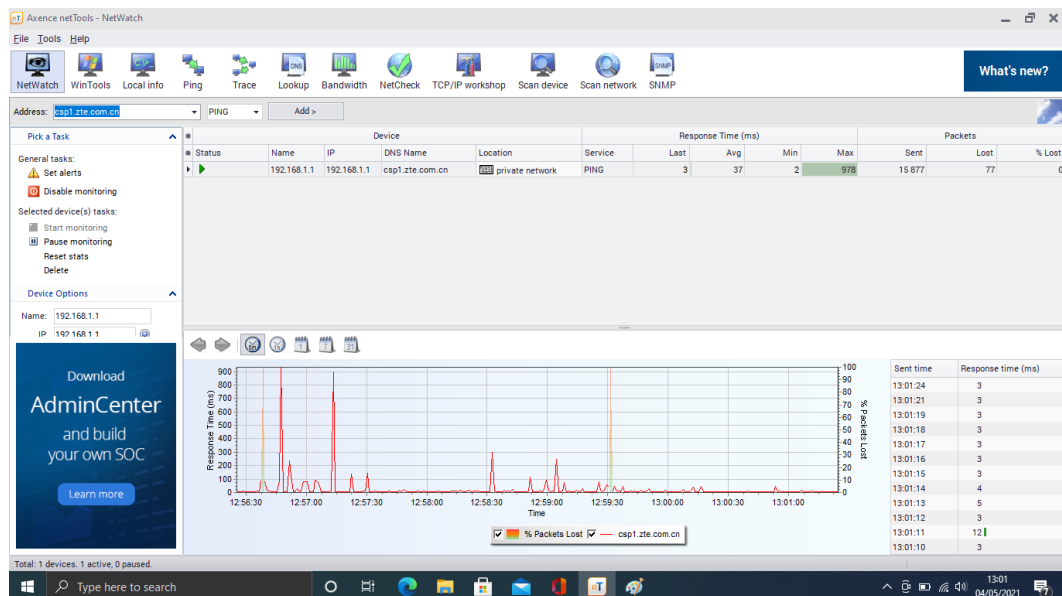 nT Axence netTools - NetWatch
File Tools Help
NetWatch WinTools Local info Ping Trace Lookup Bandwidth NetCheck TCP/IP workshop Scan device Scan network SNMP
What's new?
Address: csp1.zte.com.cn PING Add >
Pick a Task
General tasks:
Set alerts
Disable monitoring
Selected device(s) tasks:
Start monitoring
Pause monitoring
Reset stats
Delete
Device Options
Name: 192.168.1.1
IP 192.168.1.1
Download
AdminCenter
and build
your own SOC
Learn more
Device Response Time (ms) Packets
Status Name IP DNS Name Location Service Last Avg Min Max Sent Lost % Lost
192.168.1.1 192.168.1.1 csp1.zte.com.cn private network PING 3 37 2 978 15 877 77 0
Response Time (ms)
900
800
700
600
500
400
300
200
100
0
100
90
80
70
60
50
40
30
20
10
0
% Packets Lost
12:56:30 12:57:00 12:57:30 12:58:00 12:58:30 12:59:00 12:59:30 13:00:00 13:00:30 13:01:00
Time
% Packets Lost csp1.zte.com.cn
Sent time Response time (ms)
13:01:24 3
13:01:21 3
13:01:19 3
13:01:18 3
13:01:17 3
13:01:16 3
13:01:15 3
13:01:14 4
13:01:13 5
13:01:12 3
13:01:11 12
13:01:10 3
Total: 1 devices. 1 active, 0 paused.
Type here to search
nT
13:01
04/05/2021
7